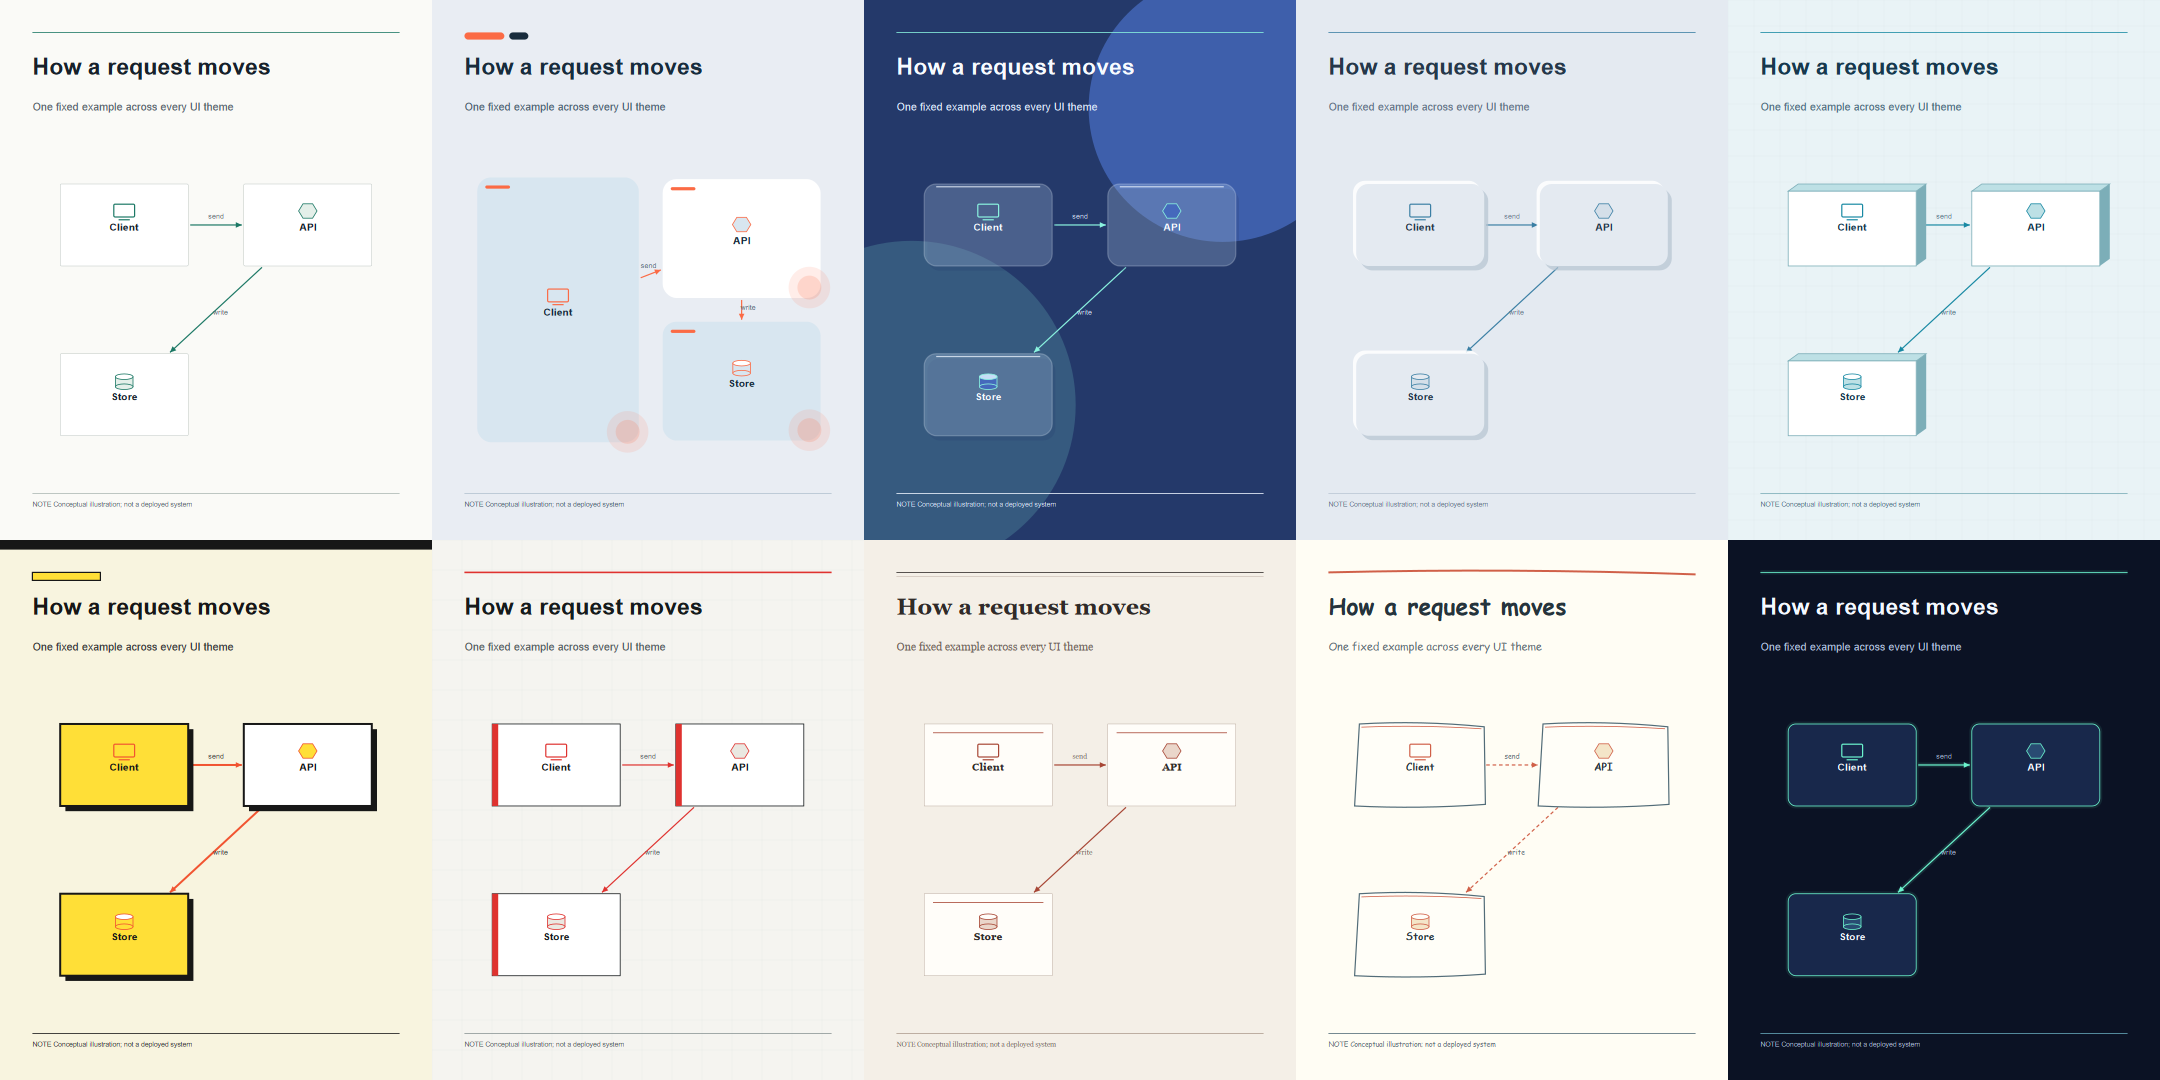 How a request moves
One fixed example across every UI theme
Client
send
API
write
Store
NOTE Conceptual illustration; not a deployed system
How a request moves
One fixed example across every UI theme
API
send
Client
write
Store
NOTE Conceptual illustration; not a deployed system
How a request moves
One fixed example across every UI theme
Client
send
API
write
Store
NOTE Conceptual illustration; not a deployed system
How a request moves
One fixed example across every UI theme
Client
send
API
write
Store
NOTE Conceptual illustration; not a deployed system
How a request moves
One fixed example across every UI theme
Client
send
API
write
Store
NOTE Conceptual illustration; not a deployed system
How a request moves
One fixed example across every UI theme
Client
send
API
write
Store
NOTE Conceptual illustration; not a deployed system
How a request moves
One fixed example across every UI theme
Client
send
API
write
Store
NOTE Conceptual illustration; not a deployed system
How a request moves
One fixed example across every UI theme
Client
send
API
write
Store
NOTE Conceptual illustration; not a deployed system
How a request moves
One fixed example across every UI theme
Client
send
API
write
Store
NOTE Conceptual illustration; not a deployed system
How a request moves
One fixed example across every UI theme
Client
send
API
write
Store
NOTE Conceptual illustration; not a deployed system